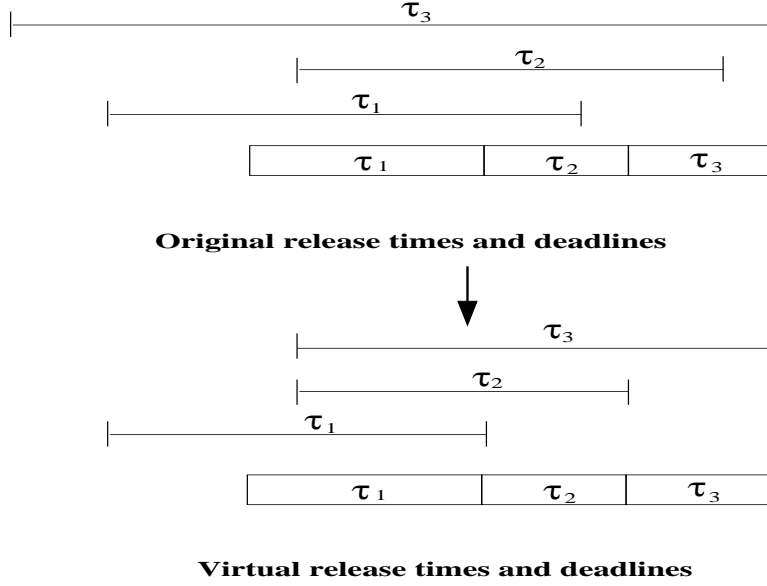 τ₃
τ₂
τ₁
τ₁ τ₂ τ₃
Original release times and deadlines
τ₃
τ₂
τ₁
τ₁ τ₂ τ₃
Virtual release times and deadlines